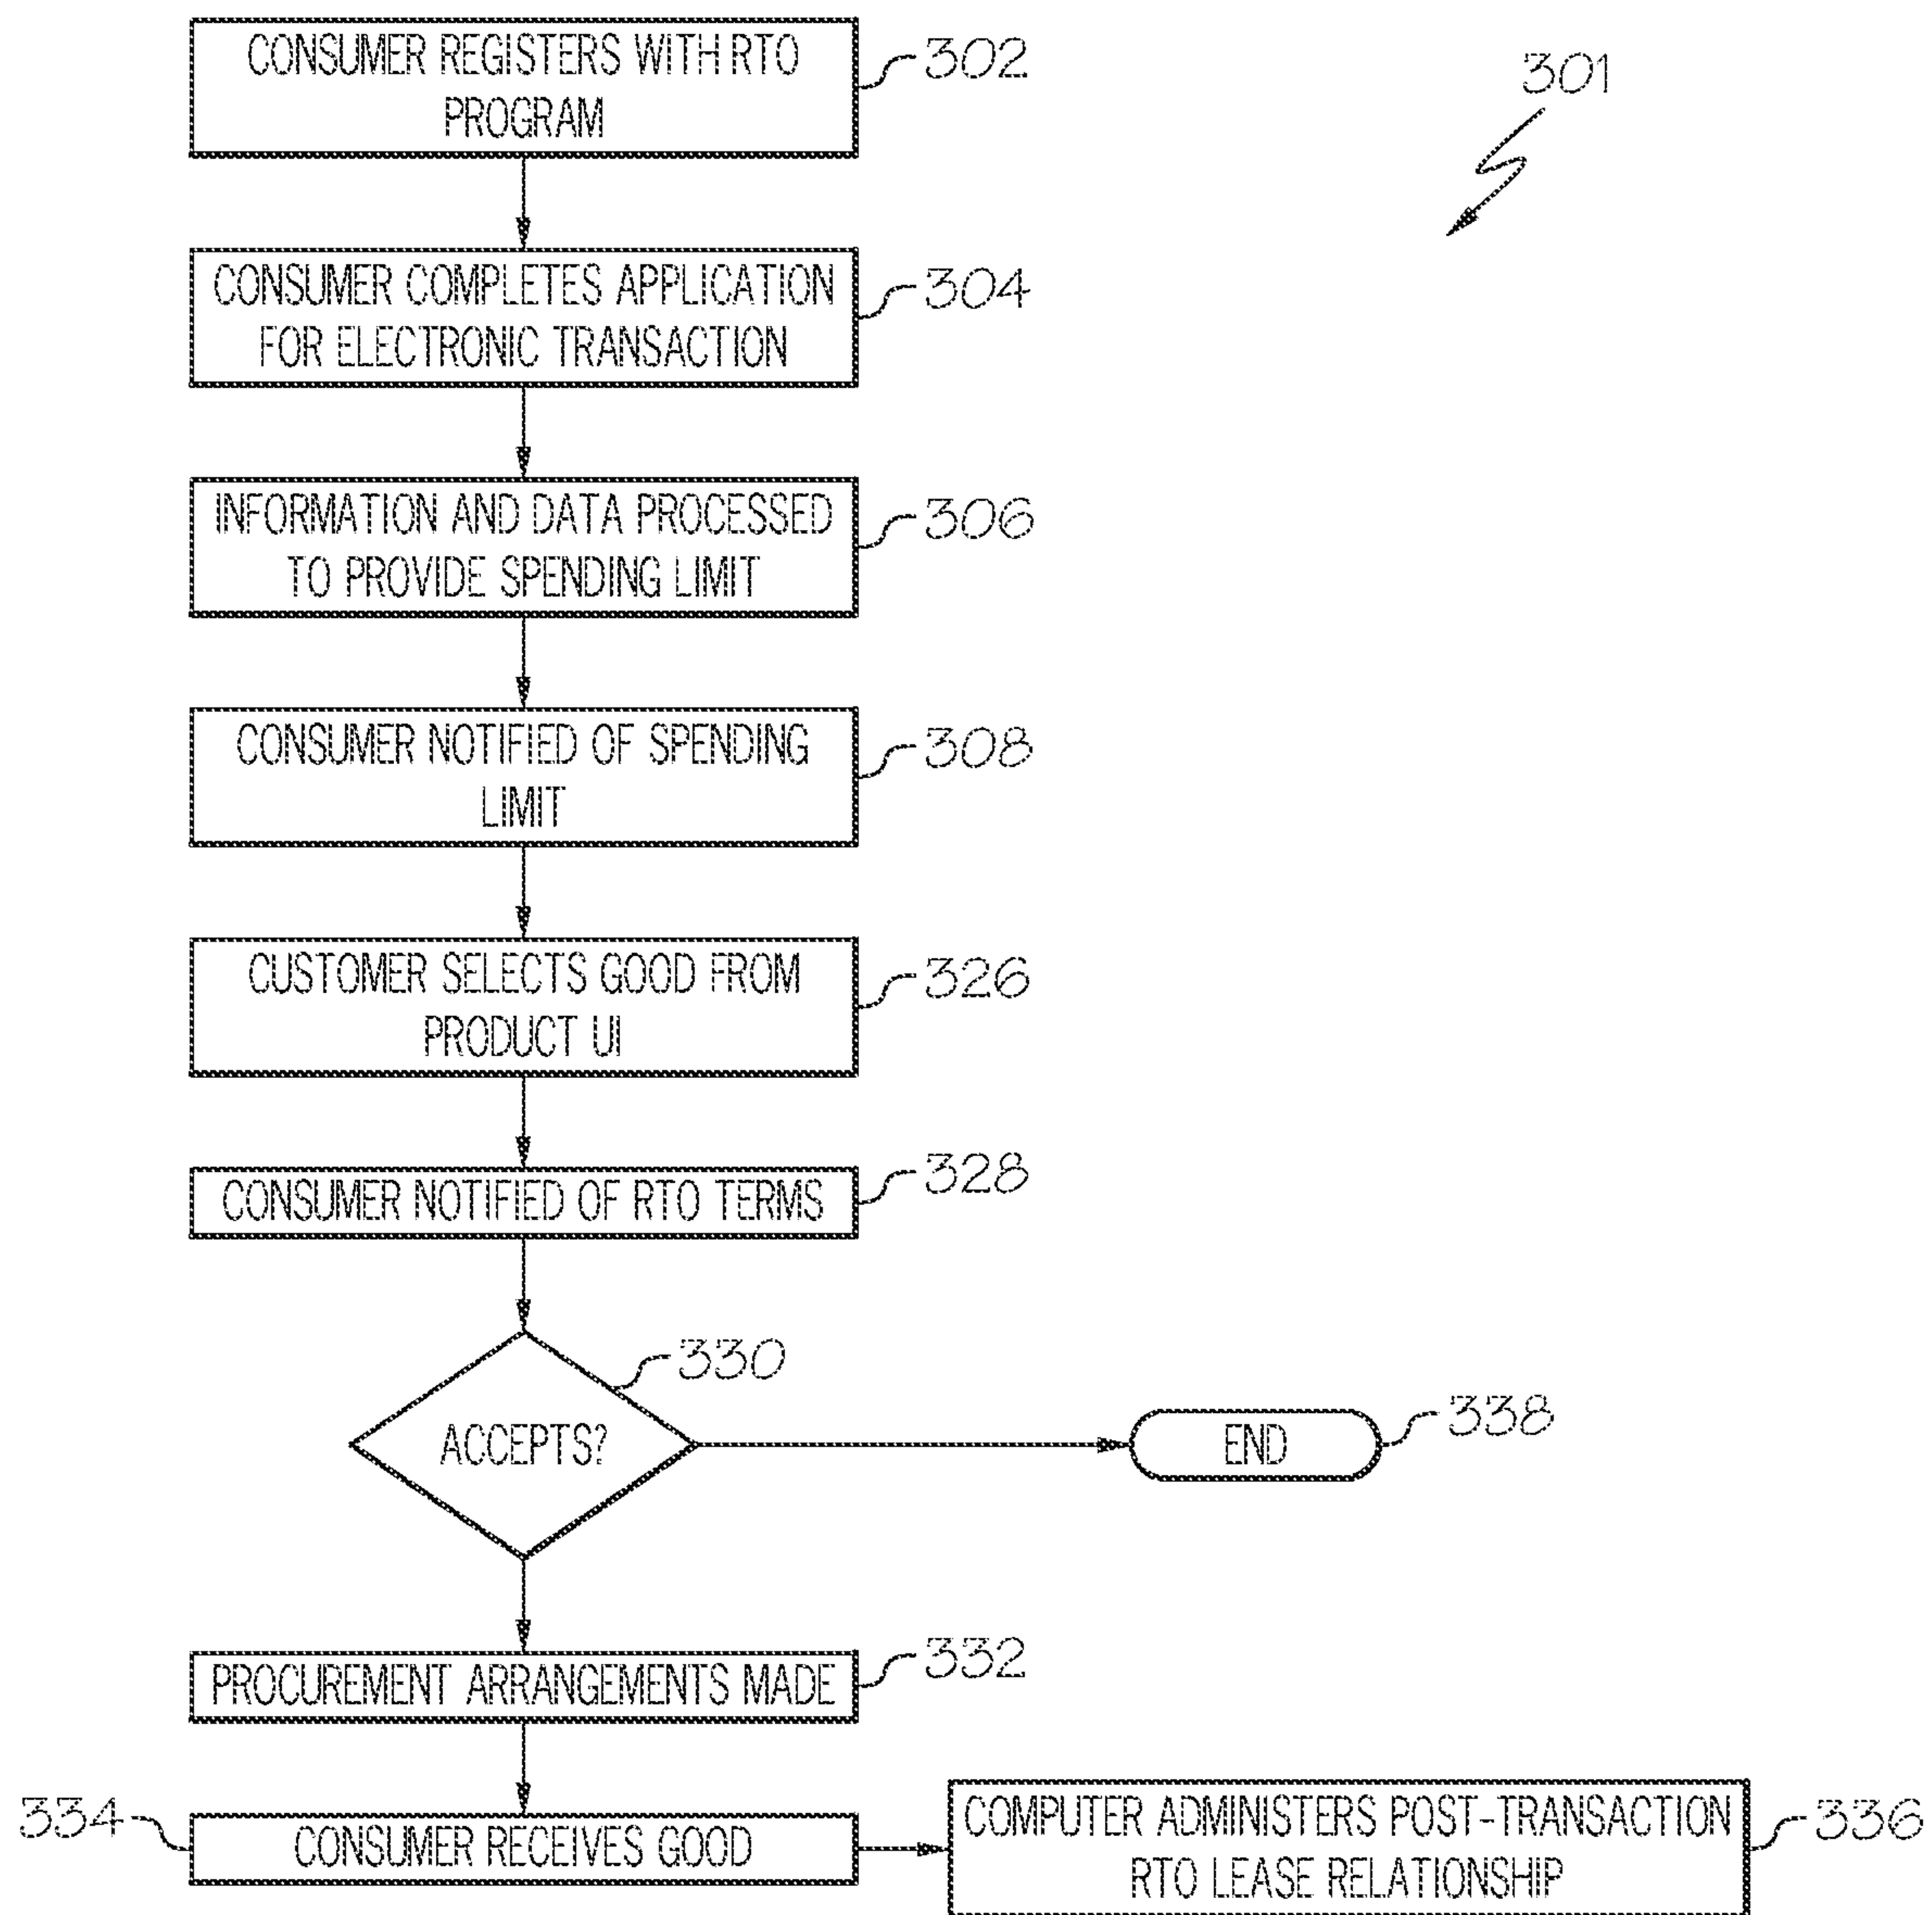 CONSUMER REGISTERS WITH RTO
PROGRAM
302
301
CONSUMER COMPLETES APPLICATION
FOR ELECTRONIC TRANSACTION
304
INFORMATION AND DATA PROCESSED
TO PROVIDE SPENDING LIMIT
306
CONSUMER NOTIFIED OF SPENDING
LIMIT
308
CUSTOMER SELECTS GOOD FROM
PRODUCT UI
326
CONSUMER NOTIFIED OF RTO TERMS
328
330
ACCEPTS?
END
338
PROCUREMENT ARRANGEMENTS MADE
332
334
CONSUMER RECEIVES GOOD
COMPUTER ADMINISTERS POST-TRANSACTION
RTO LEASE RELATIONSHIP
336